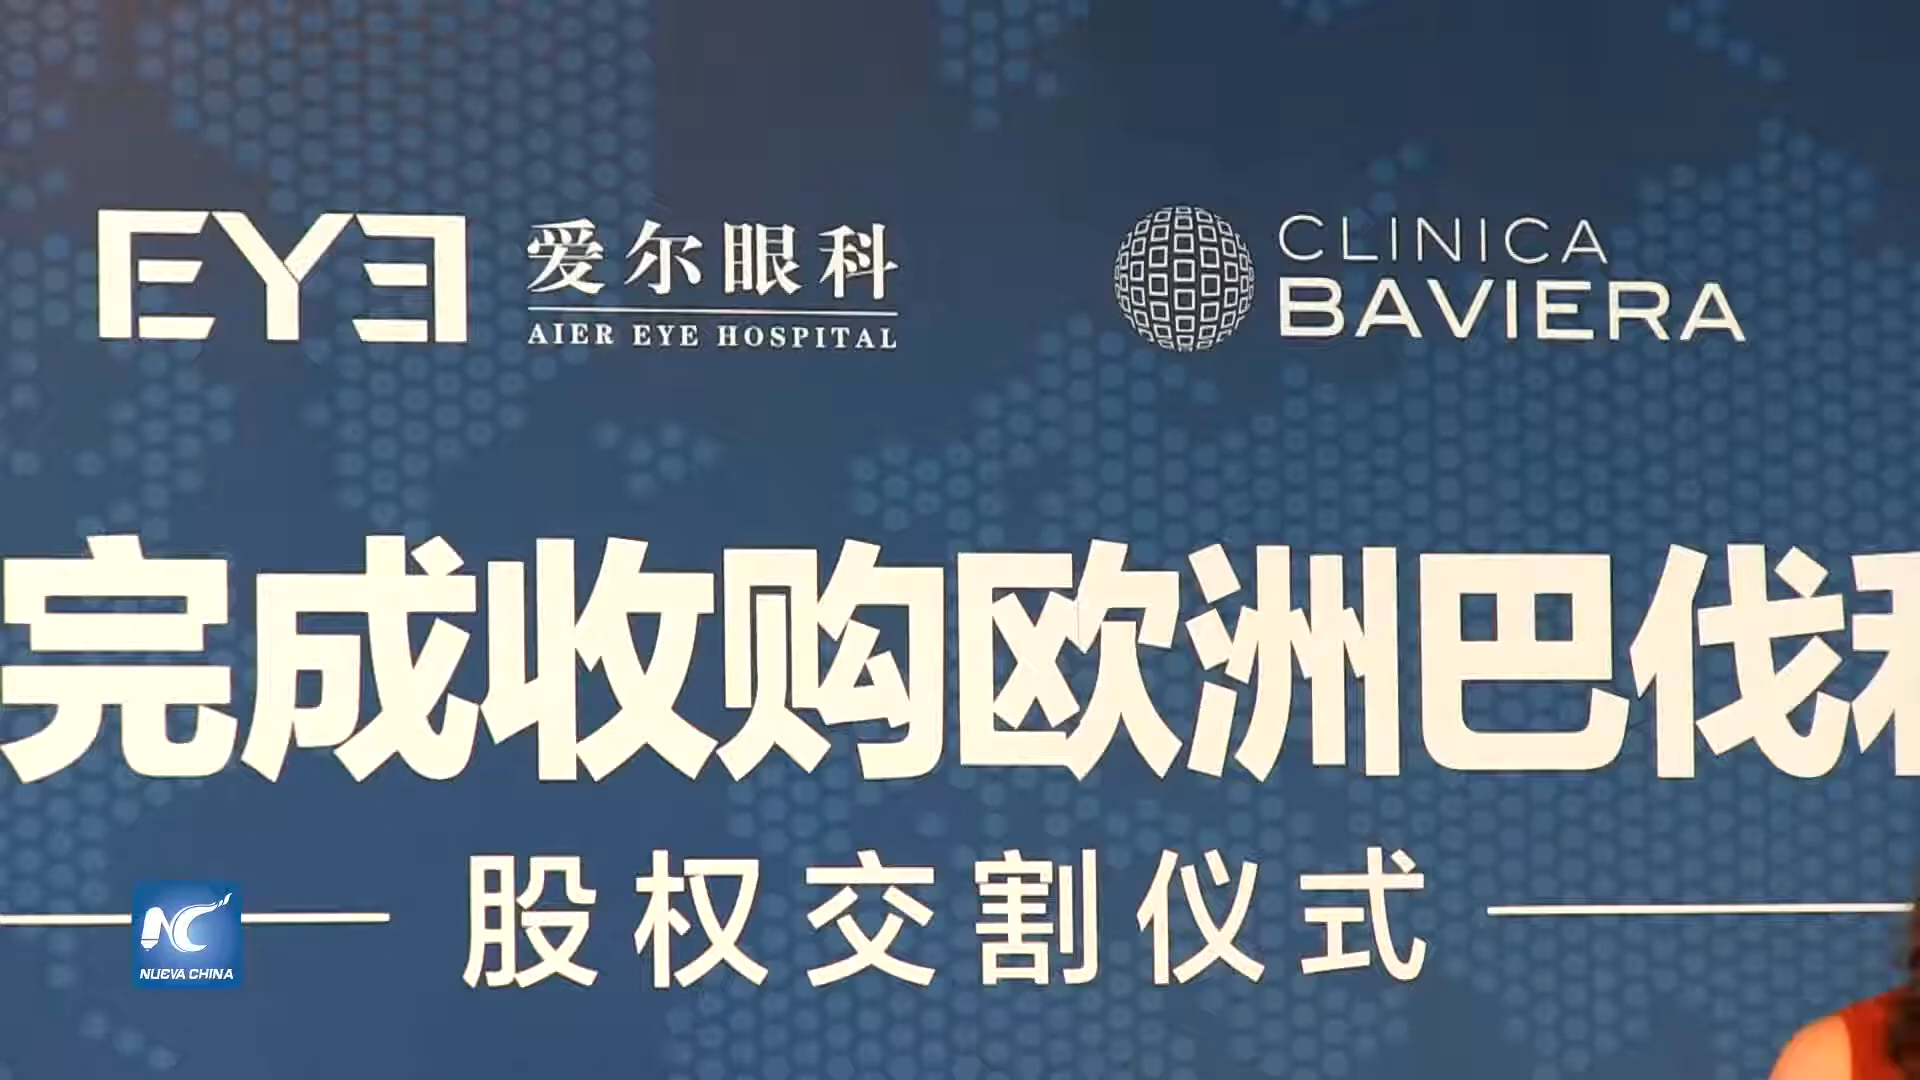 EYE 爱尔眼科
AIER EYE HOSPITAL
CLINICA
BAVIERA
完成收购欧洲巴伐
股权交割仪式
NC
NUEVA CHINA